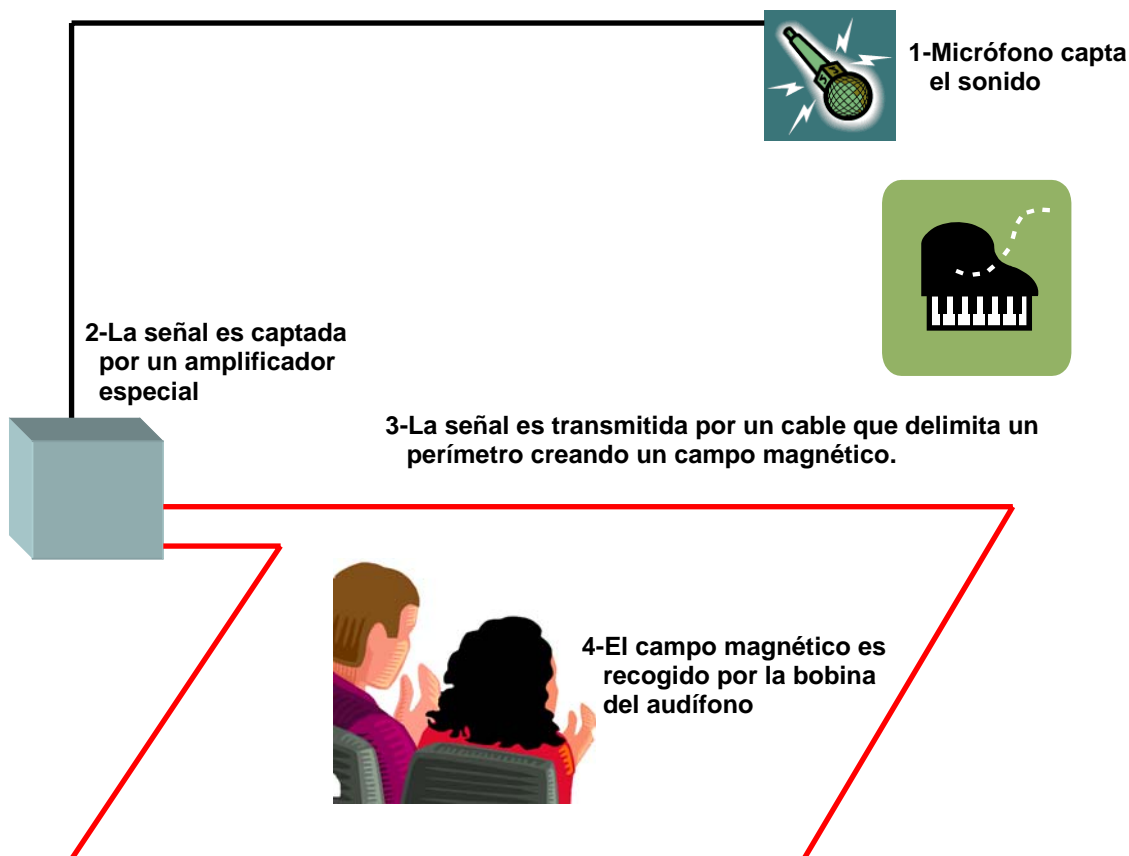 1-Micrófono capta
el sonido
2-La señal es captada
por un amplificador
especial
3-La señal es transmitida por un cable que delimita un
perímetro creando un campo magnético.
4-El campo magnético es
recogido por la bobina
del audífono